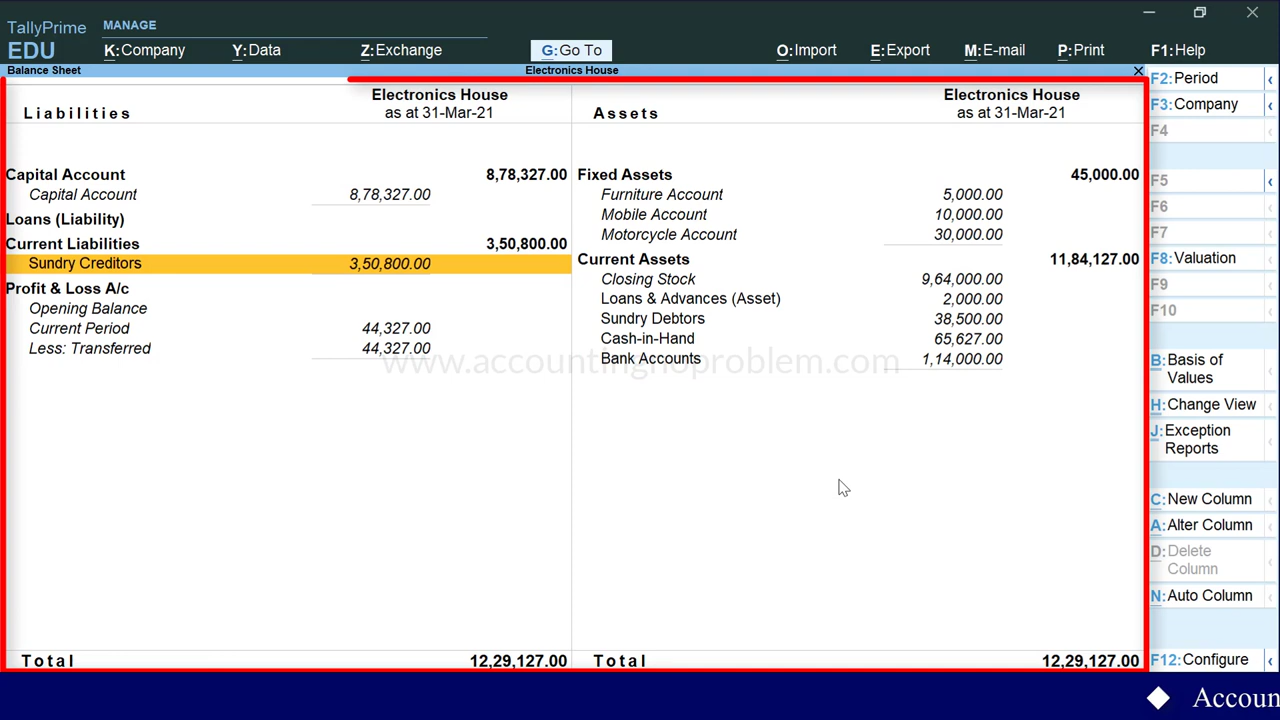 TallyPrime
EDU
MANAGE
K:Company Y:Data Z:Exchange G:Go To O:Import E:Export M:E-mail P:Print F1:Help
Balance Sheet Electronics House
Liabilities Electronics House as at 31-Mar-21 Assets Electronics House as at 31-Mar-21
Capital Account 8,78,327.00
Capital Account 8,78,327.00
Loans (Liability)
Current Liabilities 3,50,800.00
Sundry Creditors 3,50,800.00
Profit & Loss A/c
Opening Balance
Current Period 44,327.00
Less: Transferred 44,327.00
Total 12,29,127.00
Fixed Assets 45,000.00
Furniture Account 5,000.00
Mobile Account 10,000.00
Motorcycle Account 30,000.00
Current Assets 11,84,127.00
Closing Stock 9,64,000.00
Loans & Advances (Asset) 2,000.00
Sundry Debtors 38,500.00
Cash-in-Hand 65,627.00
Bank Accounts 1,14,000.00
Total 12,29,127.00
www.accountingnoproblem.com
F2:Period
F3:Company
F4
F5
F6
F7
F8:Valuation
F9
F10
B:Basis of
Values
H:Change View
J:Exception
Reports
C:New Column
A:Alter Column
D:Delete
Column
N:Auto Column
F12:Configure
Accoun